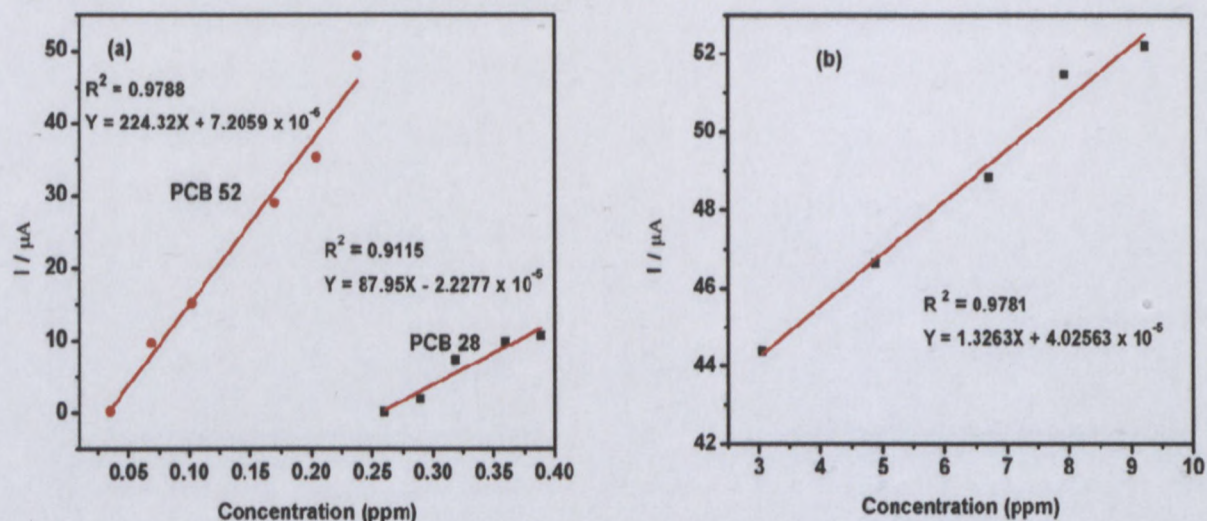 (a)
R² = 0.9788
Y = 224.32X + 7.2059 x 10⁻⁶
PCB 52
R² = 0.9115
Y = 87.95X - 2.2277 x 10⁻⁵
PCB 28
I / µA
50
40
30
20
10
0
0.05 0.10 0.15 0.20 0.25 0.30 0.35 0.40
Concentration (ppm)
(b)
R² = 0.9781
Y = 1.3263X + 4.02563 x 10⁻⁵
I / µA
52
50
48
46
44
42
3 4 5 6 7 8 9 10
Concentration (ppm)